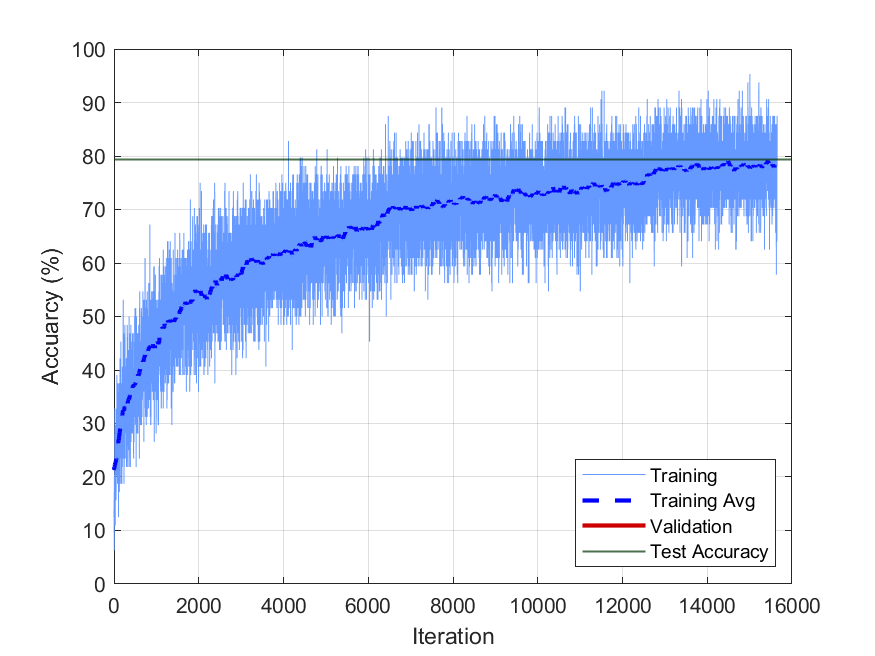 100
90
80
70
60
50
40
30
20
10
0
Accuarcy (%)
Training
Training Avg
Validation
Test Accuracy
0 2000 4000 6000 8000 10000 12000 14000 16000
Iteration